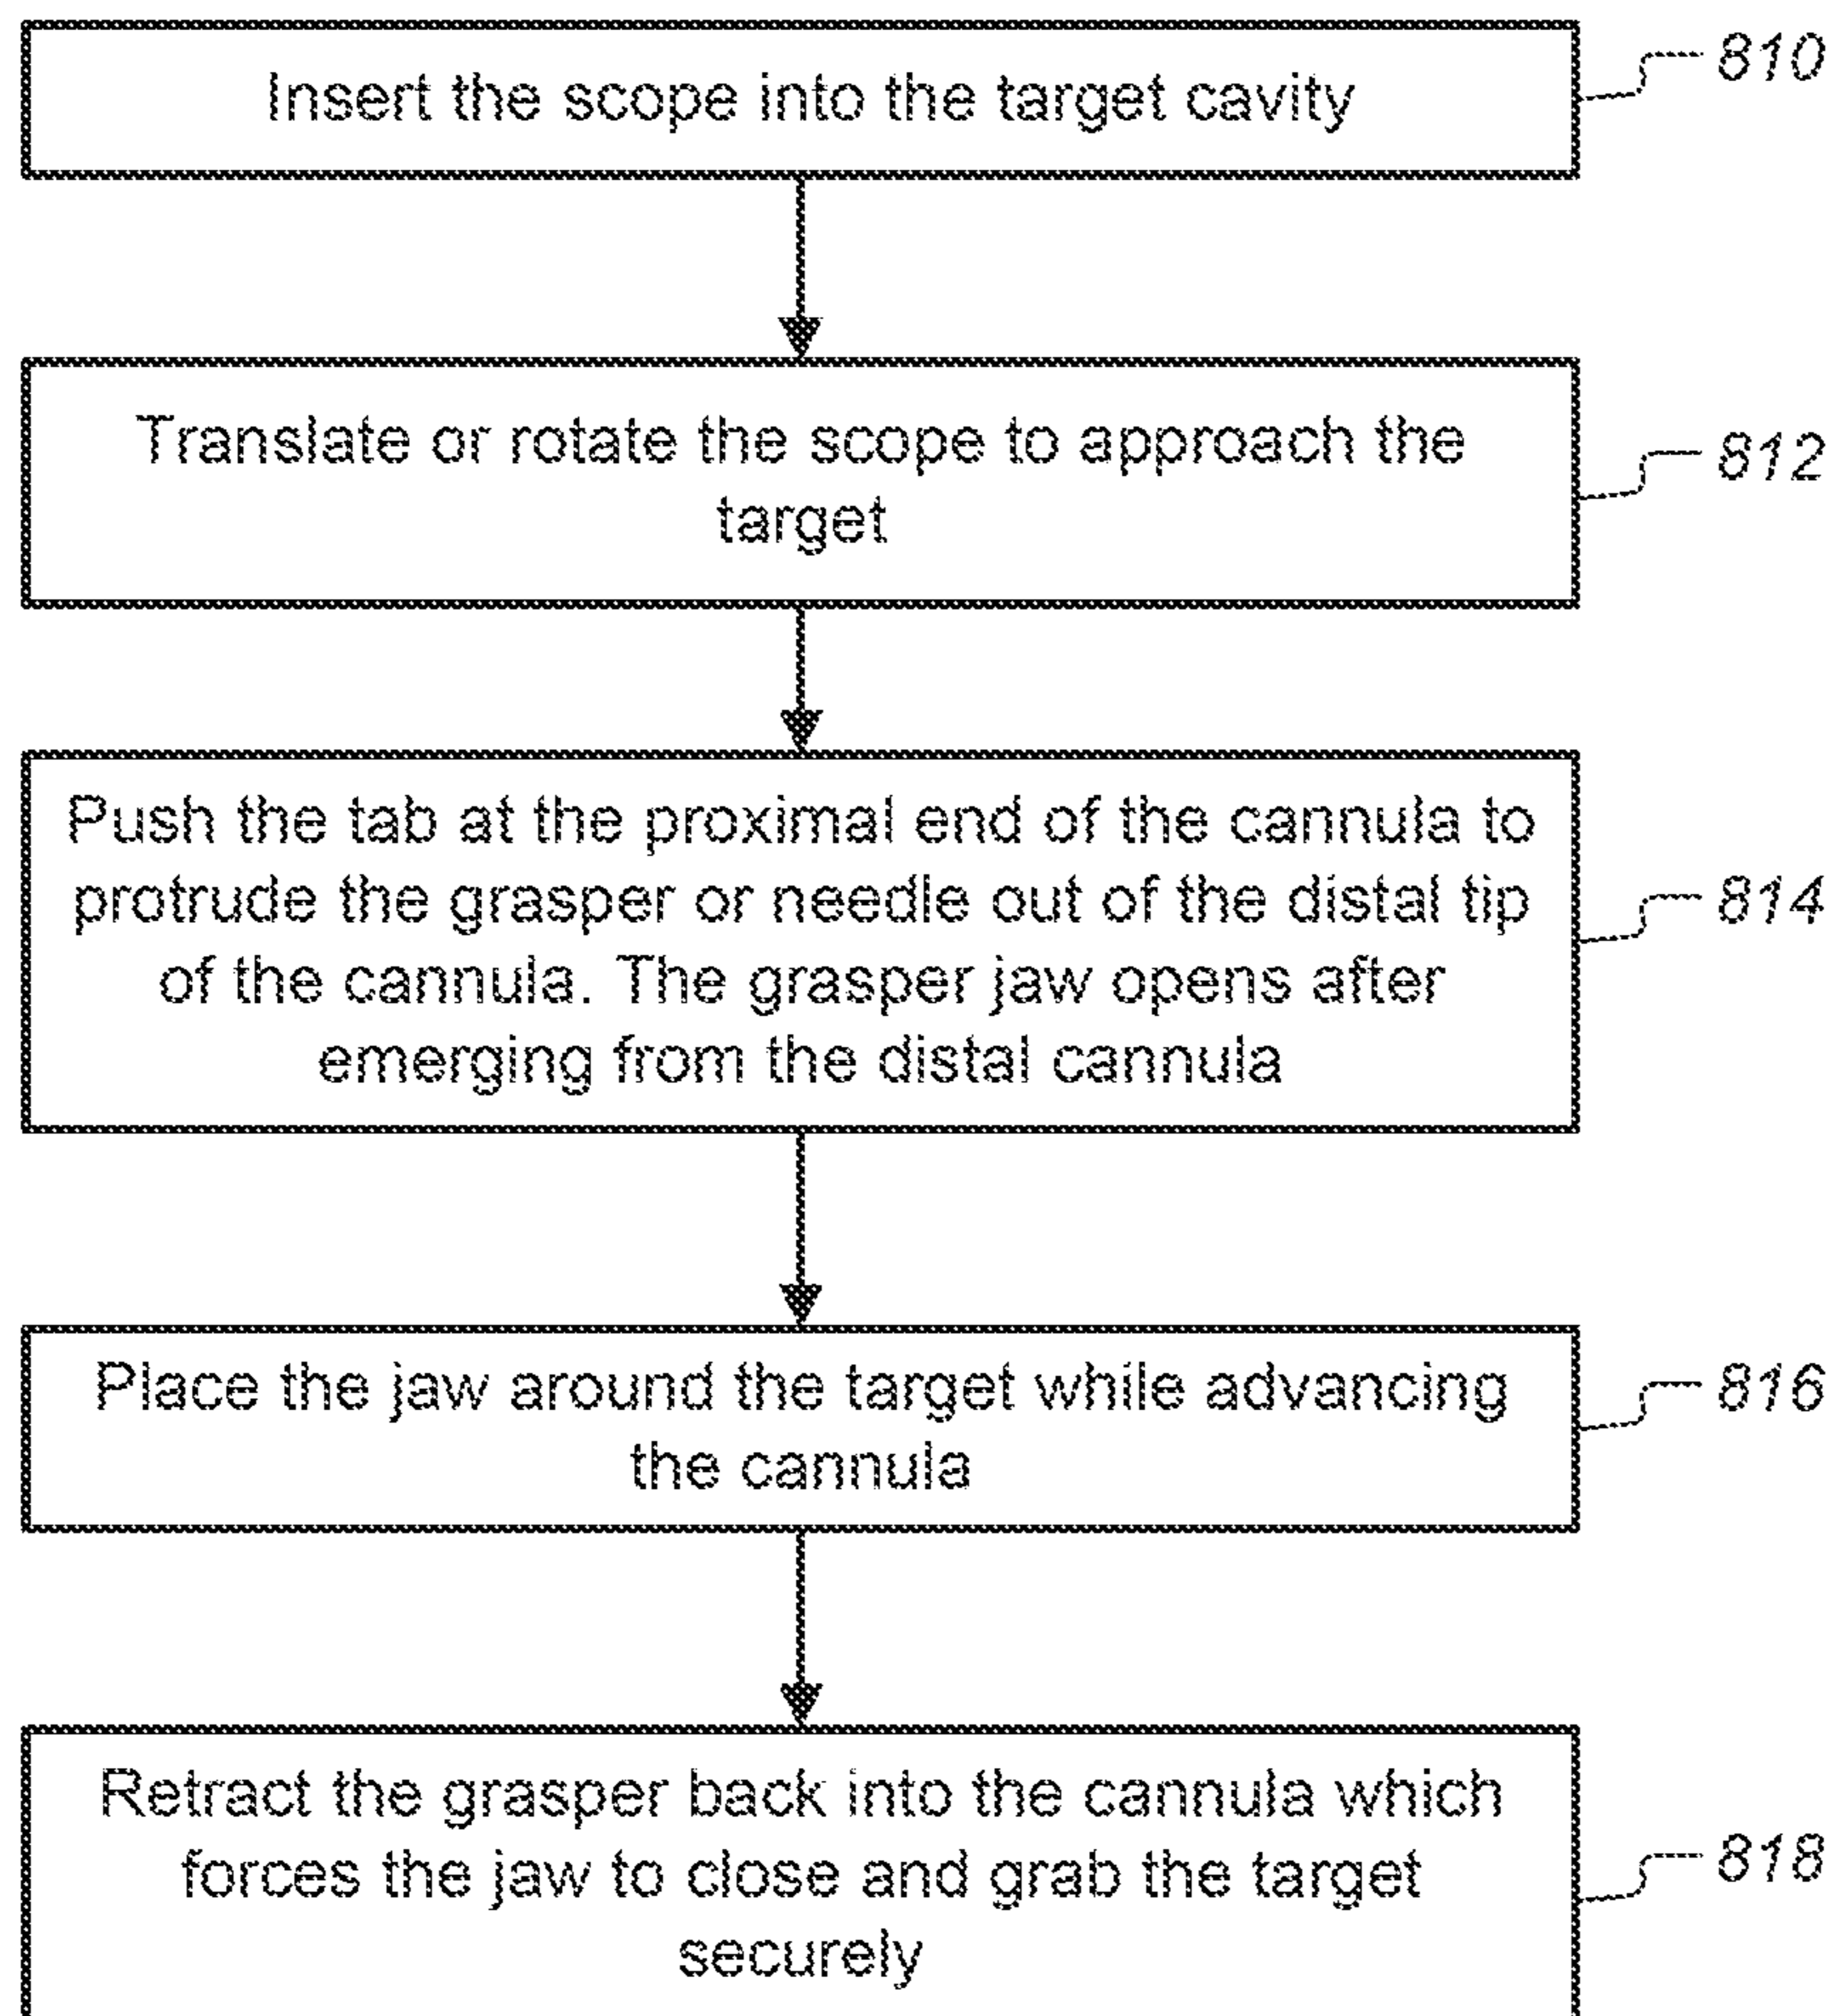 Insert the scope into the target cavity
810
Translate or rotate the scope to approach the
target
812
Push the tab at the proximal end of the cannula to
protrude the grasper or needle out of the distal tip
of the cannula. The grasper jaw opens after
emerging from the distal cannula
814
Place the jaw around the target while advancing
the cannula
816
Retract the grasper back into the cannula which
forces the jaw to close and grab the target
securely
818